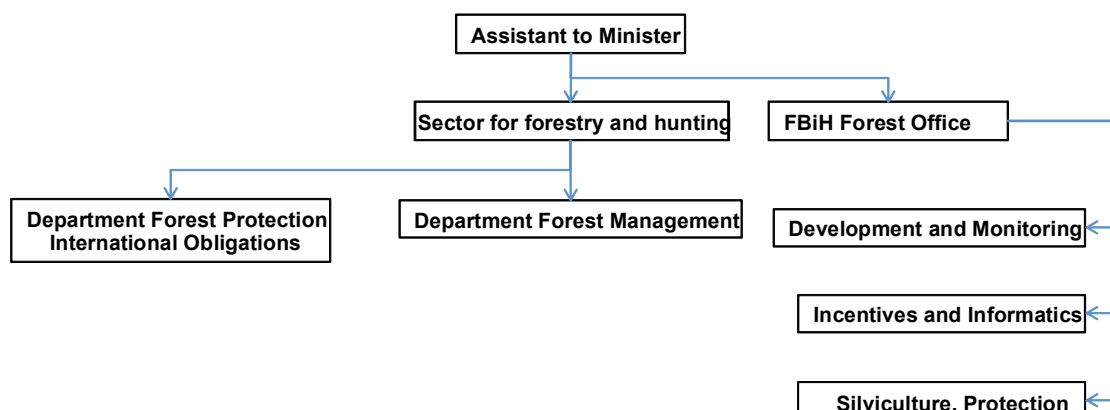 Assistant to Minister
Sector for forestry and hunting
FBiH Forest Office
Department Forest Protection
International Obligations
Department Forest Management
Development and Monitoring
Incentives and Informatics
Silviculture, Protection